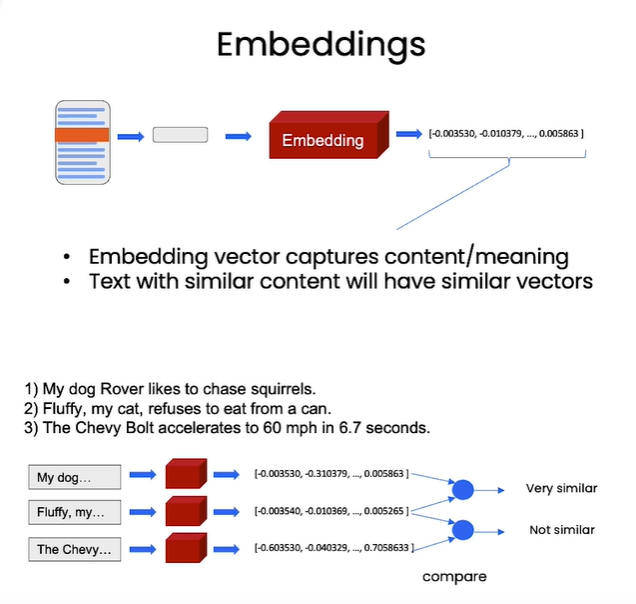 Embeddings
Embedding
[-0.003530, -0.010379, ..., 0.005863 ]
• Embedding vector captures content/meaning
• Text with similar content will have similar vectors
1) My dog Rover likes to chase squirrels.
2) Fluffy, my cat, refuses to eat from a can.
3) The Chevy Bolt accelerates to 60 mph in 6.7 seconds.
My dog...
[-0.003530, -0.310379, ..., 0.005863 ]
Very similar
Fluffy, my...
[-0.003540, -0.010369, ..., 0.005265 ]
Not similar
The Chevy...
[-0.603530, -0.040329, ..., 0.7058633 ]
compare